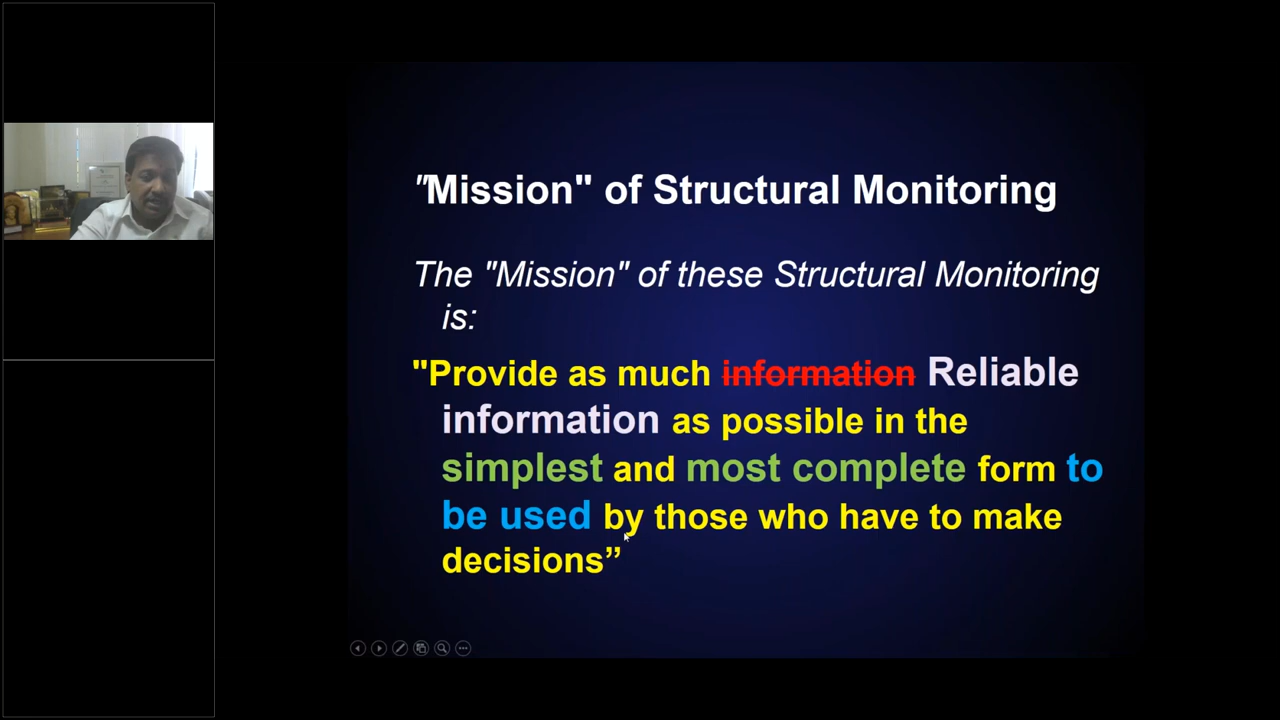 "Mission" of Structural Monitoring
The "Mission" of these Structural Monitoring
is:
"Provide as much information Reliable
information as possible in the
simplest and most complete form to
be used by those who have to make
decisions”